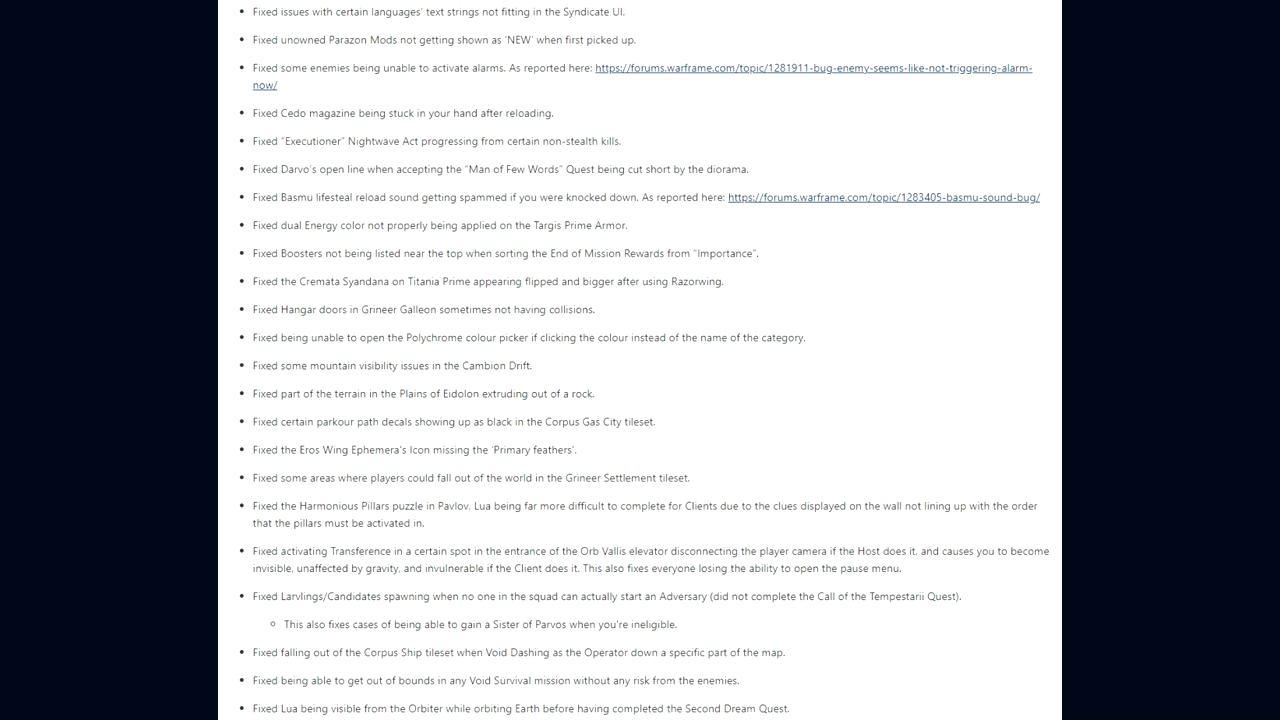 Fixed issues with certain languages' text strings not fitting in the Syndicate UI.
Fixed unowned Parazon Mods not getting shown as 'NEW' when first picked up.
Fixed some enemies being unable to activate alarms. As reported here: https://forums.warframe.com/topic/1281911-bug-enemy-seems-like-not-triggering-alarm-
now/
Fixed Cedo magazine being stuck in your hand after reloading.
Fixed “Executioner” Nightwave Act progressing from certain non-stealth kills.
Fixed Darvo's open line when accepting the “Man of Few Words” Quest being cut short by the diorama.
Fixed Basmu lifesteal reload sound getting spammed if you were knocked down. As reported here: https://forums.warframe.com/topic/1283405-basmu-sound-bug/
Fixed dual Energy color not properly being applied on the Targis Prime Armor.
Fixed Boosters not being listed near the top when sorting the End of Mission Rewards from “Importance”.
Fixed the Cremata Syandana on Titania Prime appearing flipped and bigger after using Razorwing.
Fixed Hangar doors in Grineer Galleon sometimes not having collisions.
Fixed being unable to open the Polychrome colour picker if clicking the colour instead of the name of the category.
Fixed some mountain visibility issues in the Cambion Drift.
Fixed part of the terrain in the Plains of Eidolon extruding out of a rock.
Fixed certain parkour path decals showing up as black in the Corpus Gas City tileset.
Fixed the Eros Wing Ephemera's Icon missing the 'Primary feathers'.
Fixed some areas where players could fall out of the world in the Grineer Settlement tileset.
Fixed the Harmonious Pillars puzzle in Pavlov, Lua being far more difficult to complete for Clients due to the clues displayed on the wall not lining up with the order
that the pillars must be activated in.
Fixed activating Transference in a certain spot in the entrance of the Orb Vallis elevator disconnecting the player camera if the Host does it, and causes you to become
invisible, unaffected by gravity, and invulnerable if the Client does it. This also fixes everyone losing the ability to open the pause menu.
Fixed Larvlings/Candidates spawning when no one in the squad can actually start an Adversary (did not complete the Call of the Tempestarii Quest).
This also fixes cases of being able to gain a Sister of Parvos when you're ineligible.
Fixed falling out of the Corpus Ship tileset when Void Dashing as the Operator down a specific part of the map.
Fixed being able to get out of bounds in any Void Survival mission without any risk from the enemies.
Fixed Lua being visible from the Orbiter while orbiting Earth before having completed the Second Dream Quest.